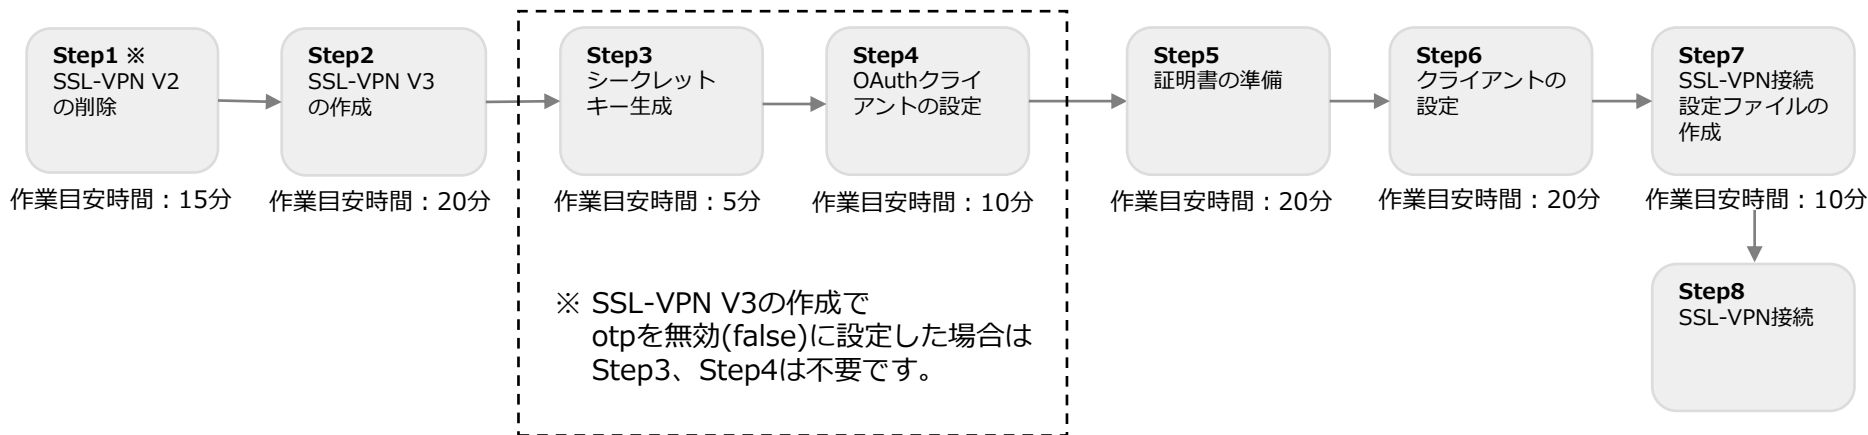 Step1 ※
SSL-VPN V2
の削除
作業目安時間：15分
Step2
SSL-VPN V3
の作成
作業目安時間：20分
Step3
シークレット
キー生成
作業目安時間：5分
Step4
OAuthクライ
アントの設定
作業目安時間：10分
※ SSL-VPN V3の作成で
otpを無効(false)に設定した場合は
Step3、Step4は不要です。
Step5
証明書の準備
作業目安時間：20分
Step6
クライアントの
設定
作業目安時間：20分
Step7
SSL-VPN接続
設定ファイルの
作成
作業目安時間：10分
Step8
SSL-VPN接続